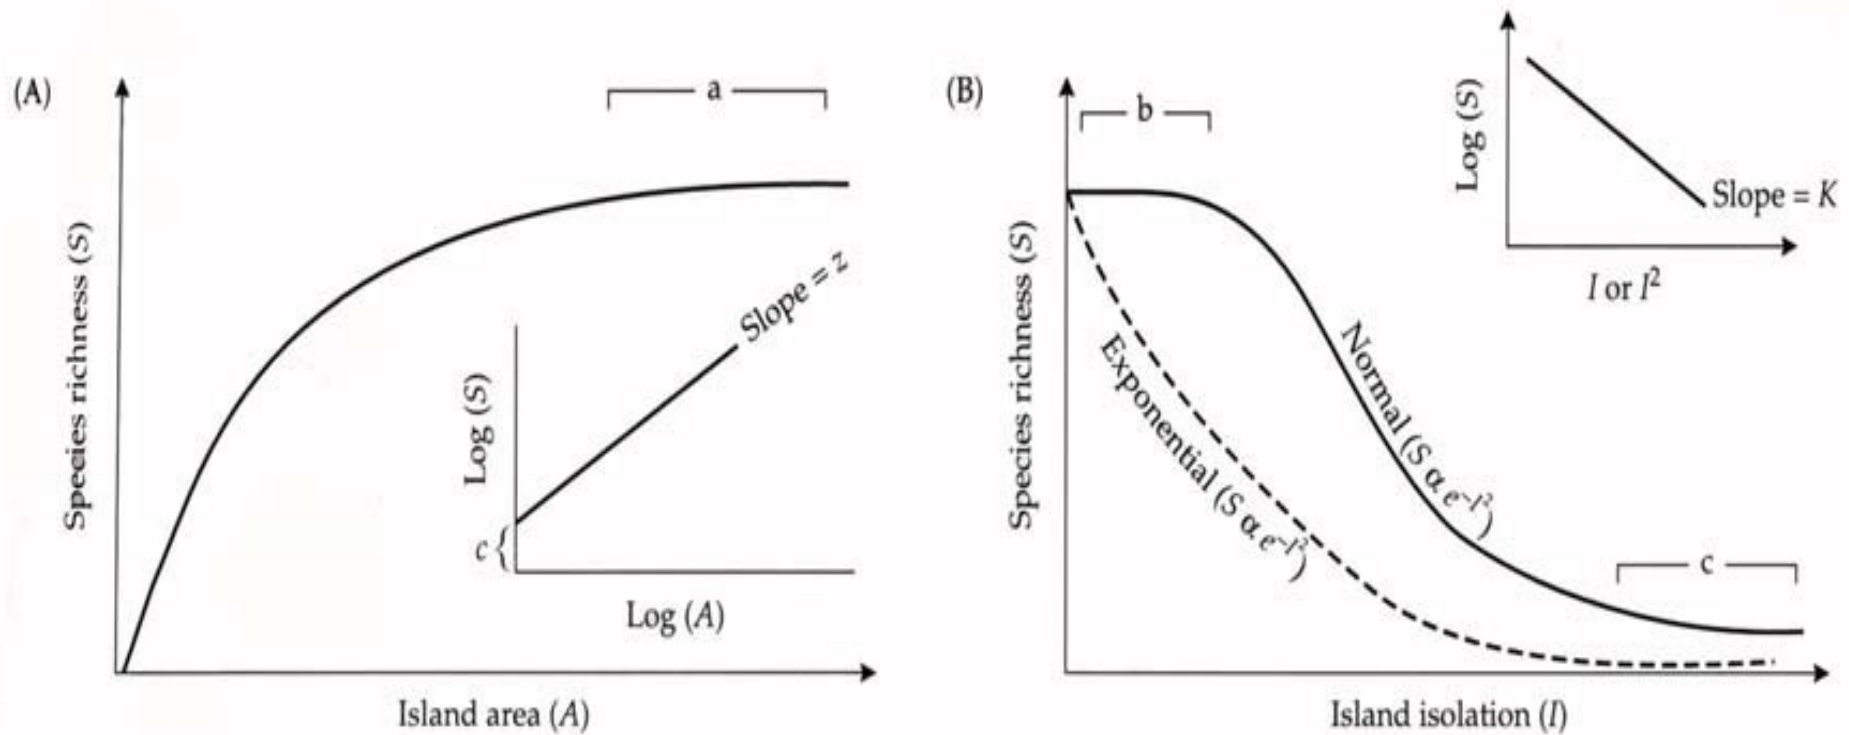 (A)
a
Species richness (S)
Slope = z
Log (S)
c {
Log (A)
Island area (A)
(B)
b
Species richness (S)
Exponential (S α e^–I²)
Normal (S α e^–I²)
c
Island isolation (I)
Log (S)
Slope = K
I or I²